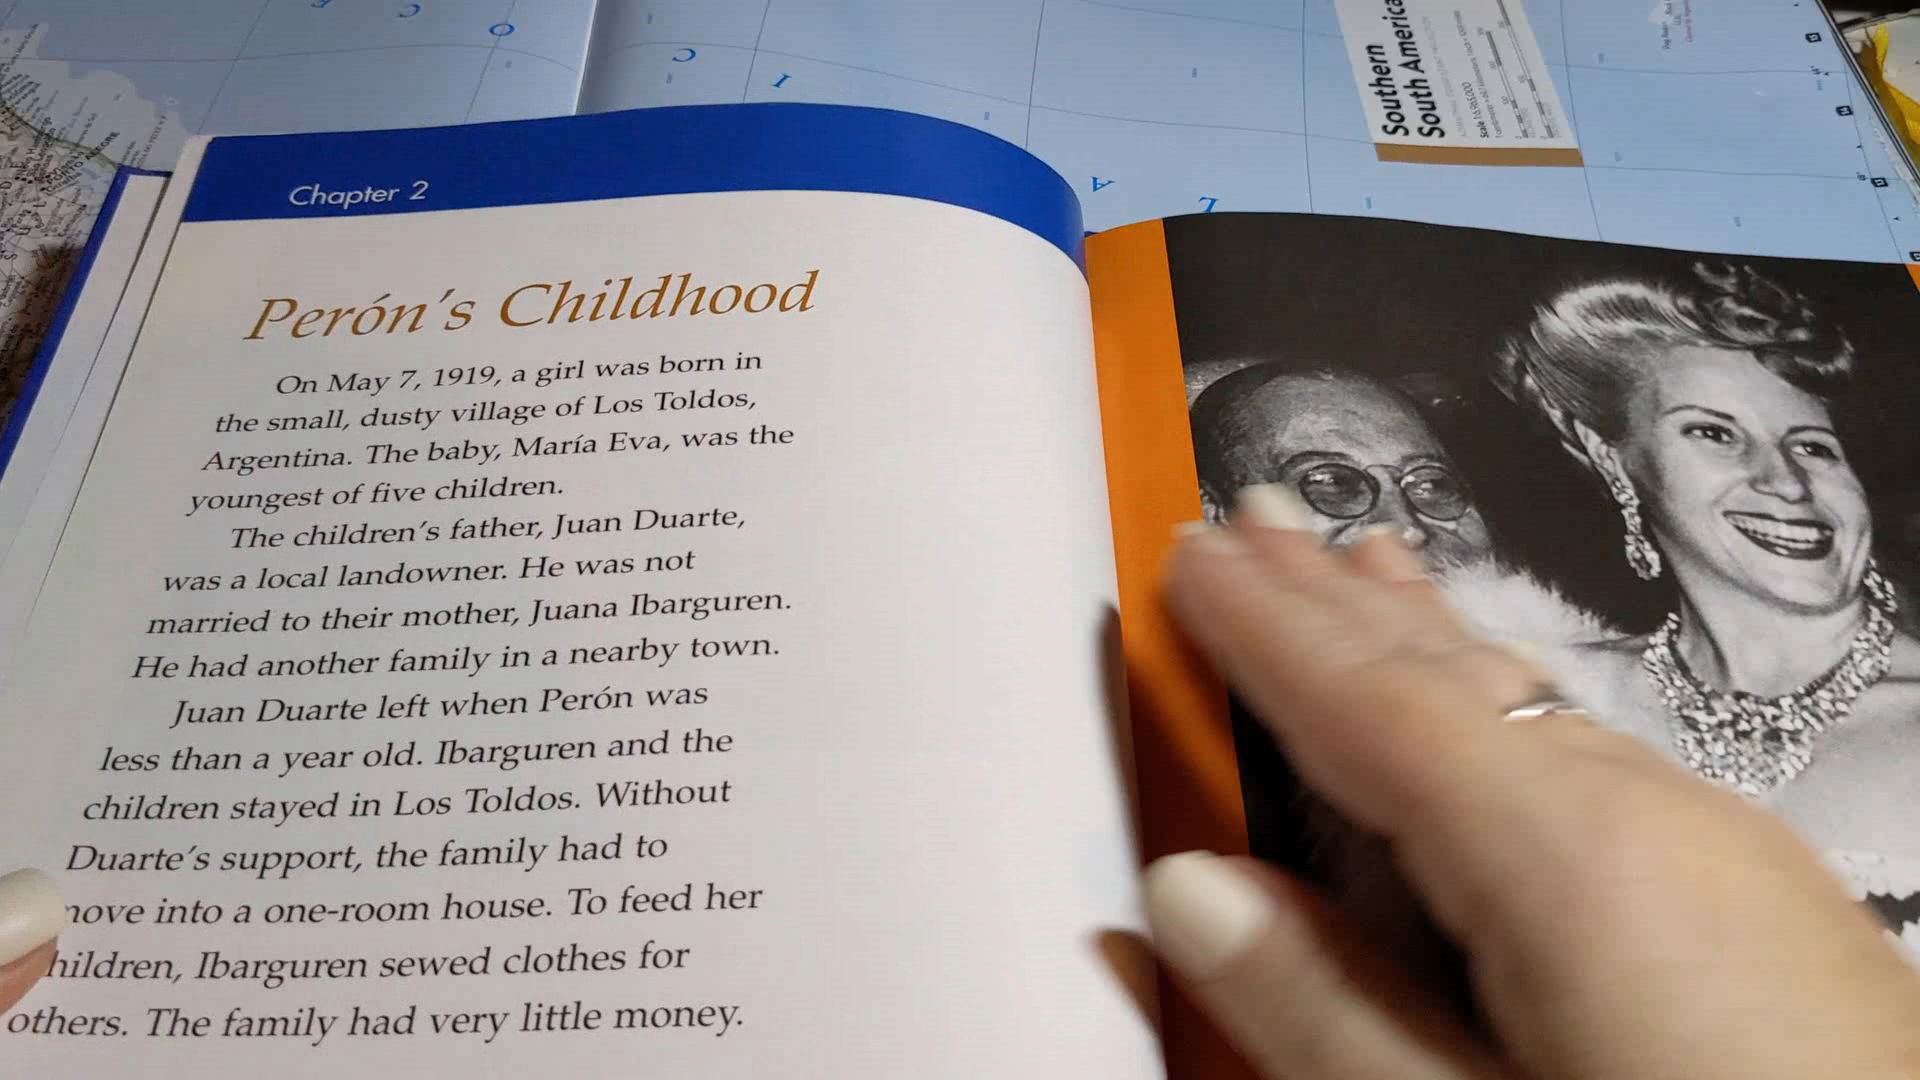 Chapter 2
Perón's Childhood
On May 7, 1919, a girl was born in
the small, dusty village of Los Toldos,
Argentina. The baby, María Eva, was the
youngest of five children.
The children's father, Juan Duarte,
was a local landowner. He was not
married to their mother, Juana Ibarguren.
He had another family in a nearby town.
Juan Duarte left when Perón was
less than a year old. Ibarguren and the
children stayed in Los Toldos. Without
Duarte's support, the family had to
move into a one-room house. To feed her
children, Ibarguren sewed clothes for
others. The family had very little money.
Southern
South America